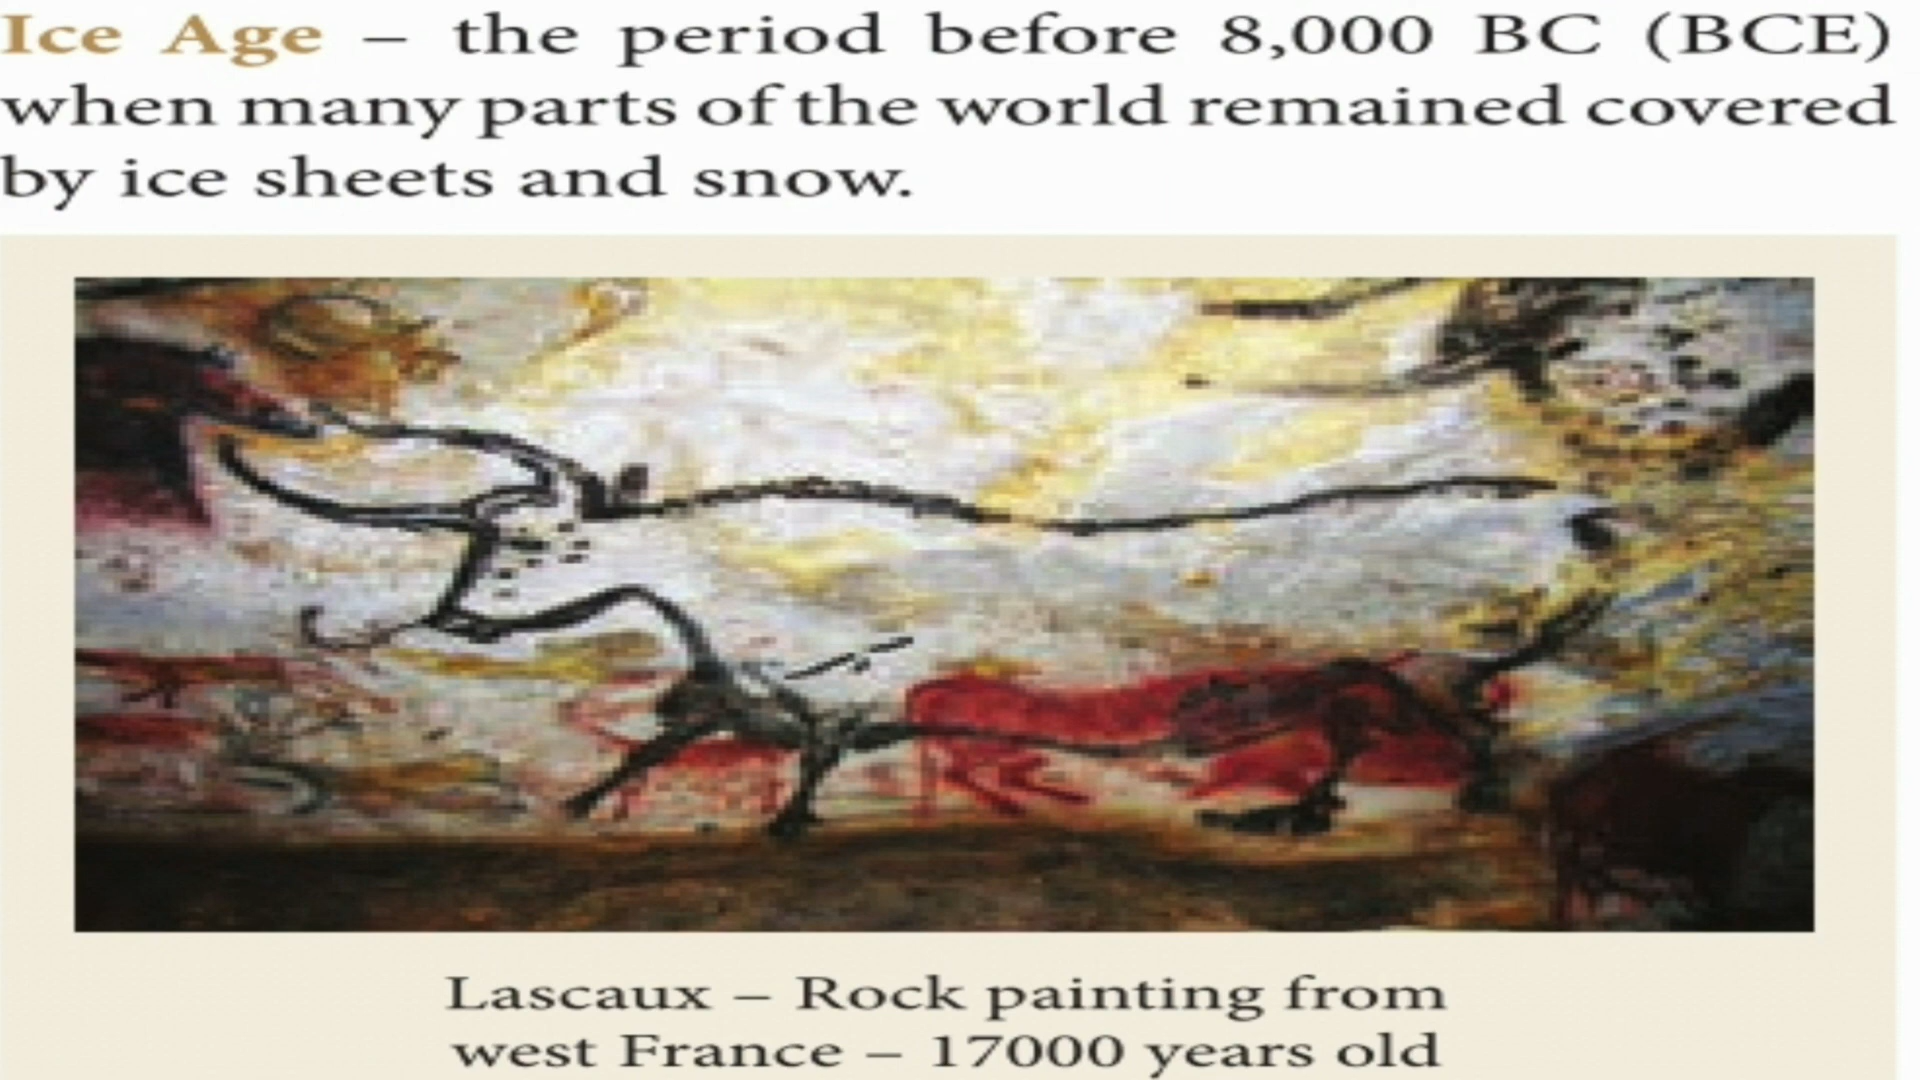 Ice Age – the period before 8,000 BC (BCE)
when many parts of the world remained covered
by ice sheets and snow.
Lascaux – Rock painting from
west France – 17000 years old